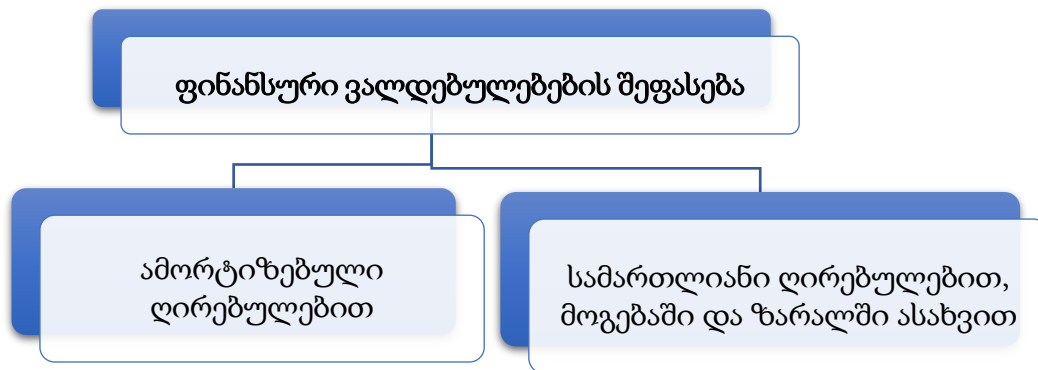 ფინანსური ვალდებულებების შეფასება
ამორტიზებული
ღირებულებით
სამართლიანი ღირებულებით,
მოგებაში და ზარალში ასახვით